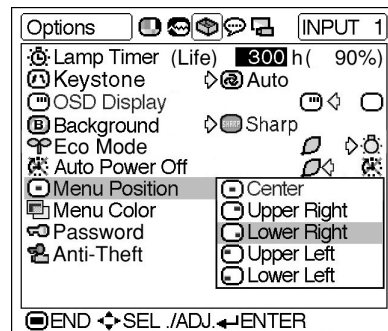 Options INPUT 1
Lamp Timer (Life) 300 h ( 90%)
Keystone Auto
OSD Display
Background SHARP Sharp
Eco Mode
Auto Power Off
Menu Position Center
Menu Color Upper Right
Password Lower Right
Anti-Theft Upper Left
Lower Left
END SEL ./ADJ. ENTER